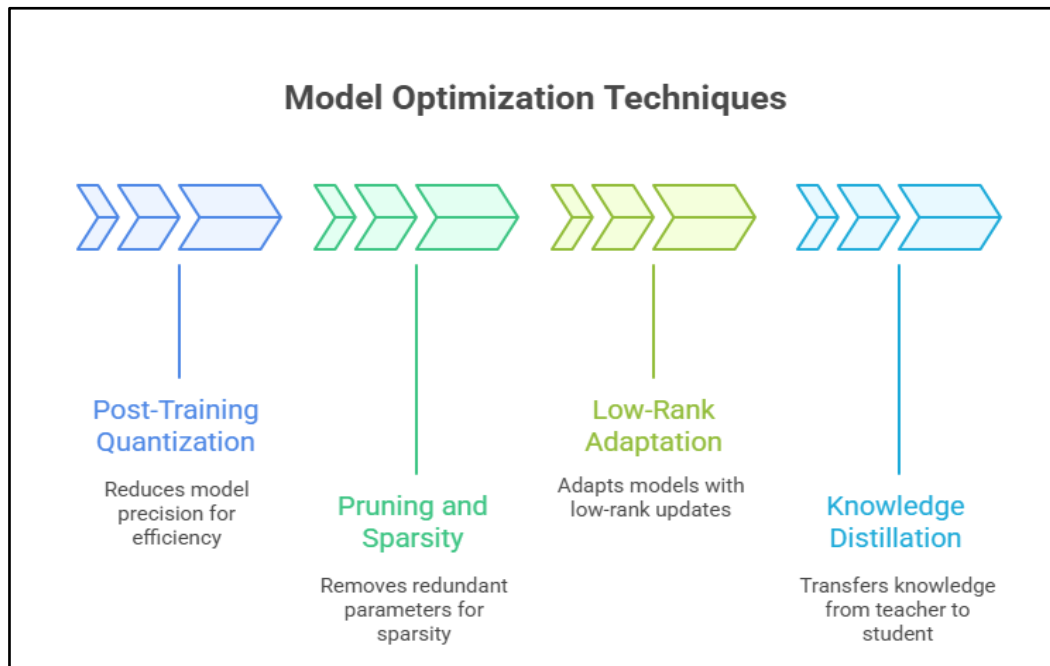 Model Optimization Techniques
Post-Training
Quantization
Reduces model
precision for
efficiency
Pruning and
Sparsity
Removes redundant
parameters for
sparsity
Low-Rank
Adaptation
Adapts models with
low-rank updates
Knowledge
Distillation
Transfers knowledge
from teacher to
student